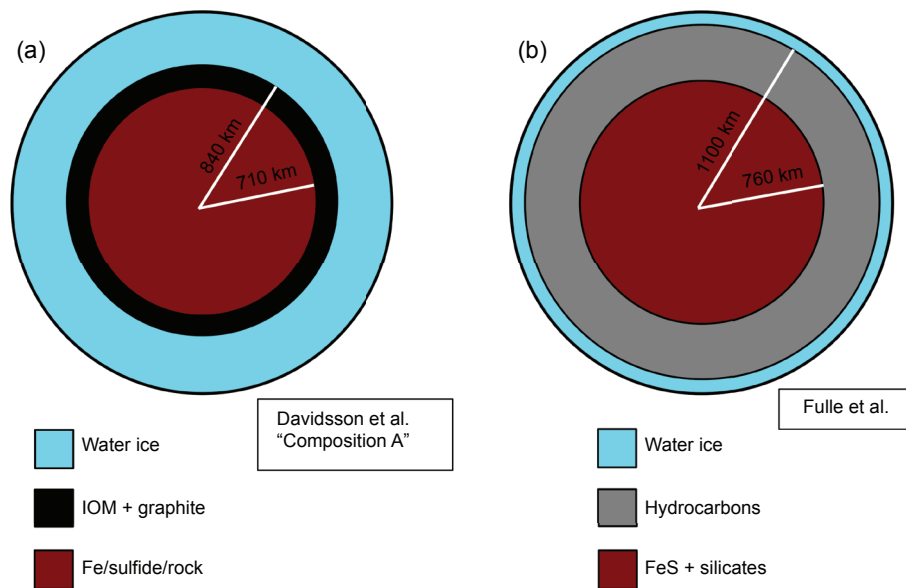 (a)
840 km
710 km
Davidsson et al.
“Composition A”
Water ice
IOM + graphite
Fe/sulfide/rock
(b)
1100 km
760 km
Fulle et al.
Water ice
Hydrocarbons
FeS + silicates